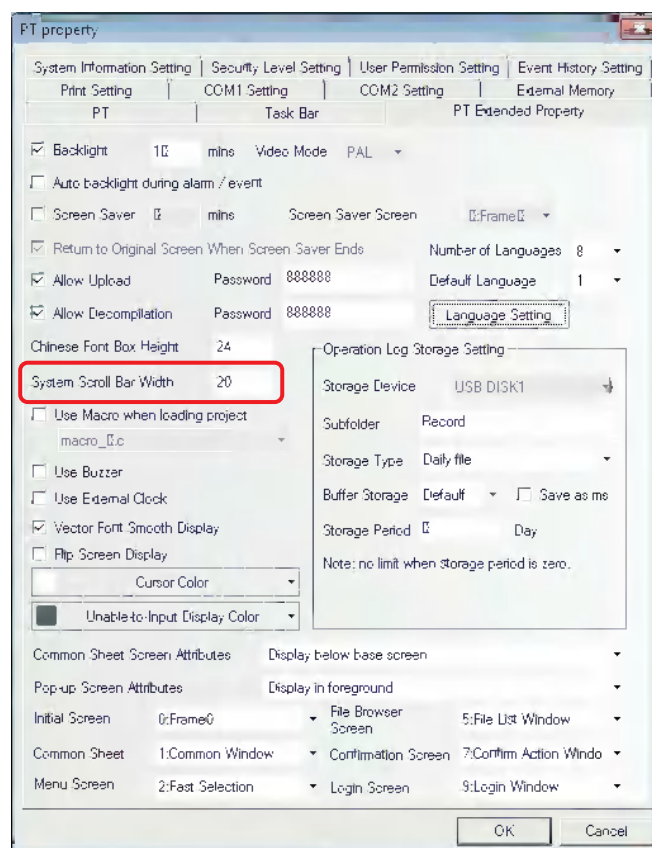 PT property
System Information Setting | Security Level Setting | User Permission Setting | Event History Setting
Print Setting | COM1 Setting | COM2 Setting | External Memory
PT | Task Bar | PT Extended Property
Backlight 10 mins Video Mode PAL
Auto backlight during alarm / event
Screen Saver 0 mins Screen Saver Screen 0:Frame0
Return to Original Screen When Screen Saver Ends Number of Languages 8
Allow Upload Password 888888 Default Language 1
Allow Decompilation Password 888888 Language Setting
Chinese Font Box Height 24
Operation Log Storage Setting
System Scroll Bar Width 20
Storage Device USB DISK1
Use Macro when loading project
Subfolder Record
macro_0.c
Storage Type Daily file
Use Buzzer
Use External Clock
Buffer Storage Default Save as ms
Vector Font Smooth Display
Storage Period 0 Day
Flip Screen Display
Note: no limit when storage period is zero.
Cursor Color
Unable-to-Input Display Color
Common Sheet Screen Attributes Display below base screen
Pop-up Screen Attributes Display in foreground
Initial Screen 0:Frame0 File Browser Screen 5:File List Window
Common Sheet 1:Common Window Confirmation Screen 7:Confirm Action Windo
Menu Screen 2:Fast Selection Login Screen 9:Login Window
OK Cancel